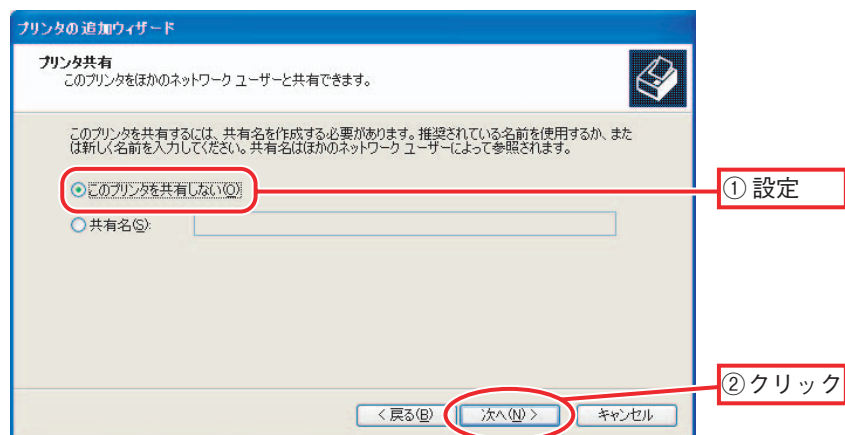 プリンタの追加ウィザード
プリンタ共有
このプリンタをほかのネットワーク ユーザーと共有できます。
このプリンタを共有するには、共有名を作成する必要があります。推奨されている名前を使用するか、また
は新しく名前を入力してください。共有名はほかのネットワーク ユーザーによって参照されます。
このプリンタを共有しない(O)
① 設定
共有名(S):
②クリック
< 戻る(B)
次へ(N) >
キャンセル